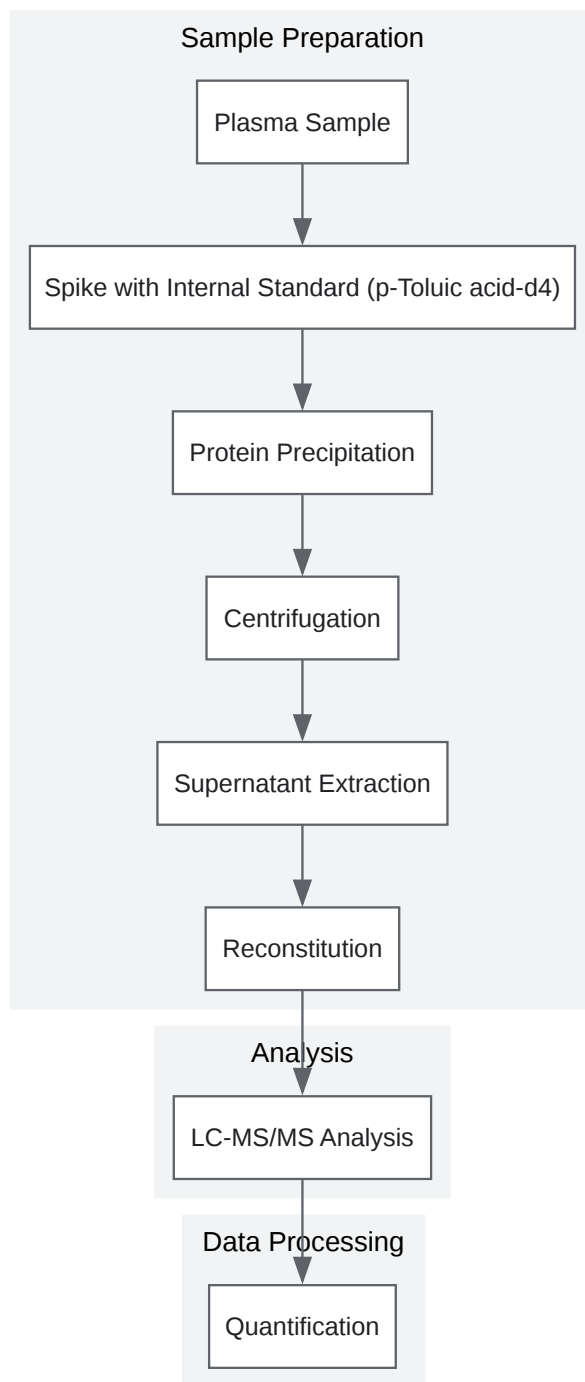 Sample Preparation
Plasma Sample
Spike with Internal Standard (p-Toluic acid-d4)
Protein Precipitation
Centrifugation
Supernatant Extraction
Reconstitution
Analysis
LC-MS/MS Analysis
Data Processing
Quantification